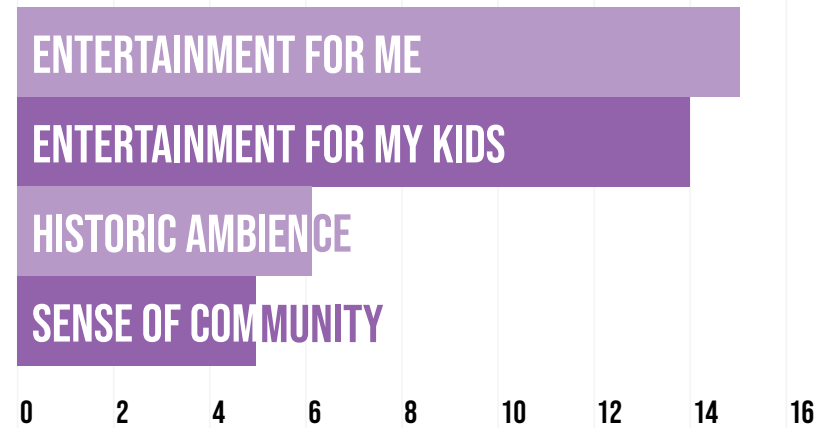 ENTERTAINMENT FOR ME
ENTERTAINMENT FOR MY KIDS
HISTORIC AMBIENCE
SENSE OF COMMUNITY
0 2 4 6 8 10 12 14 16